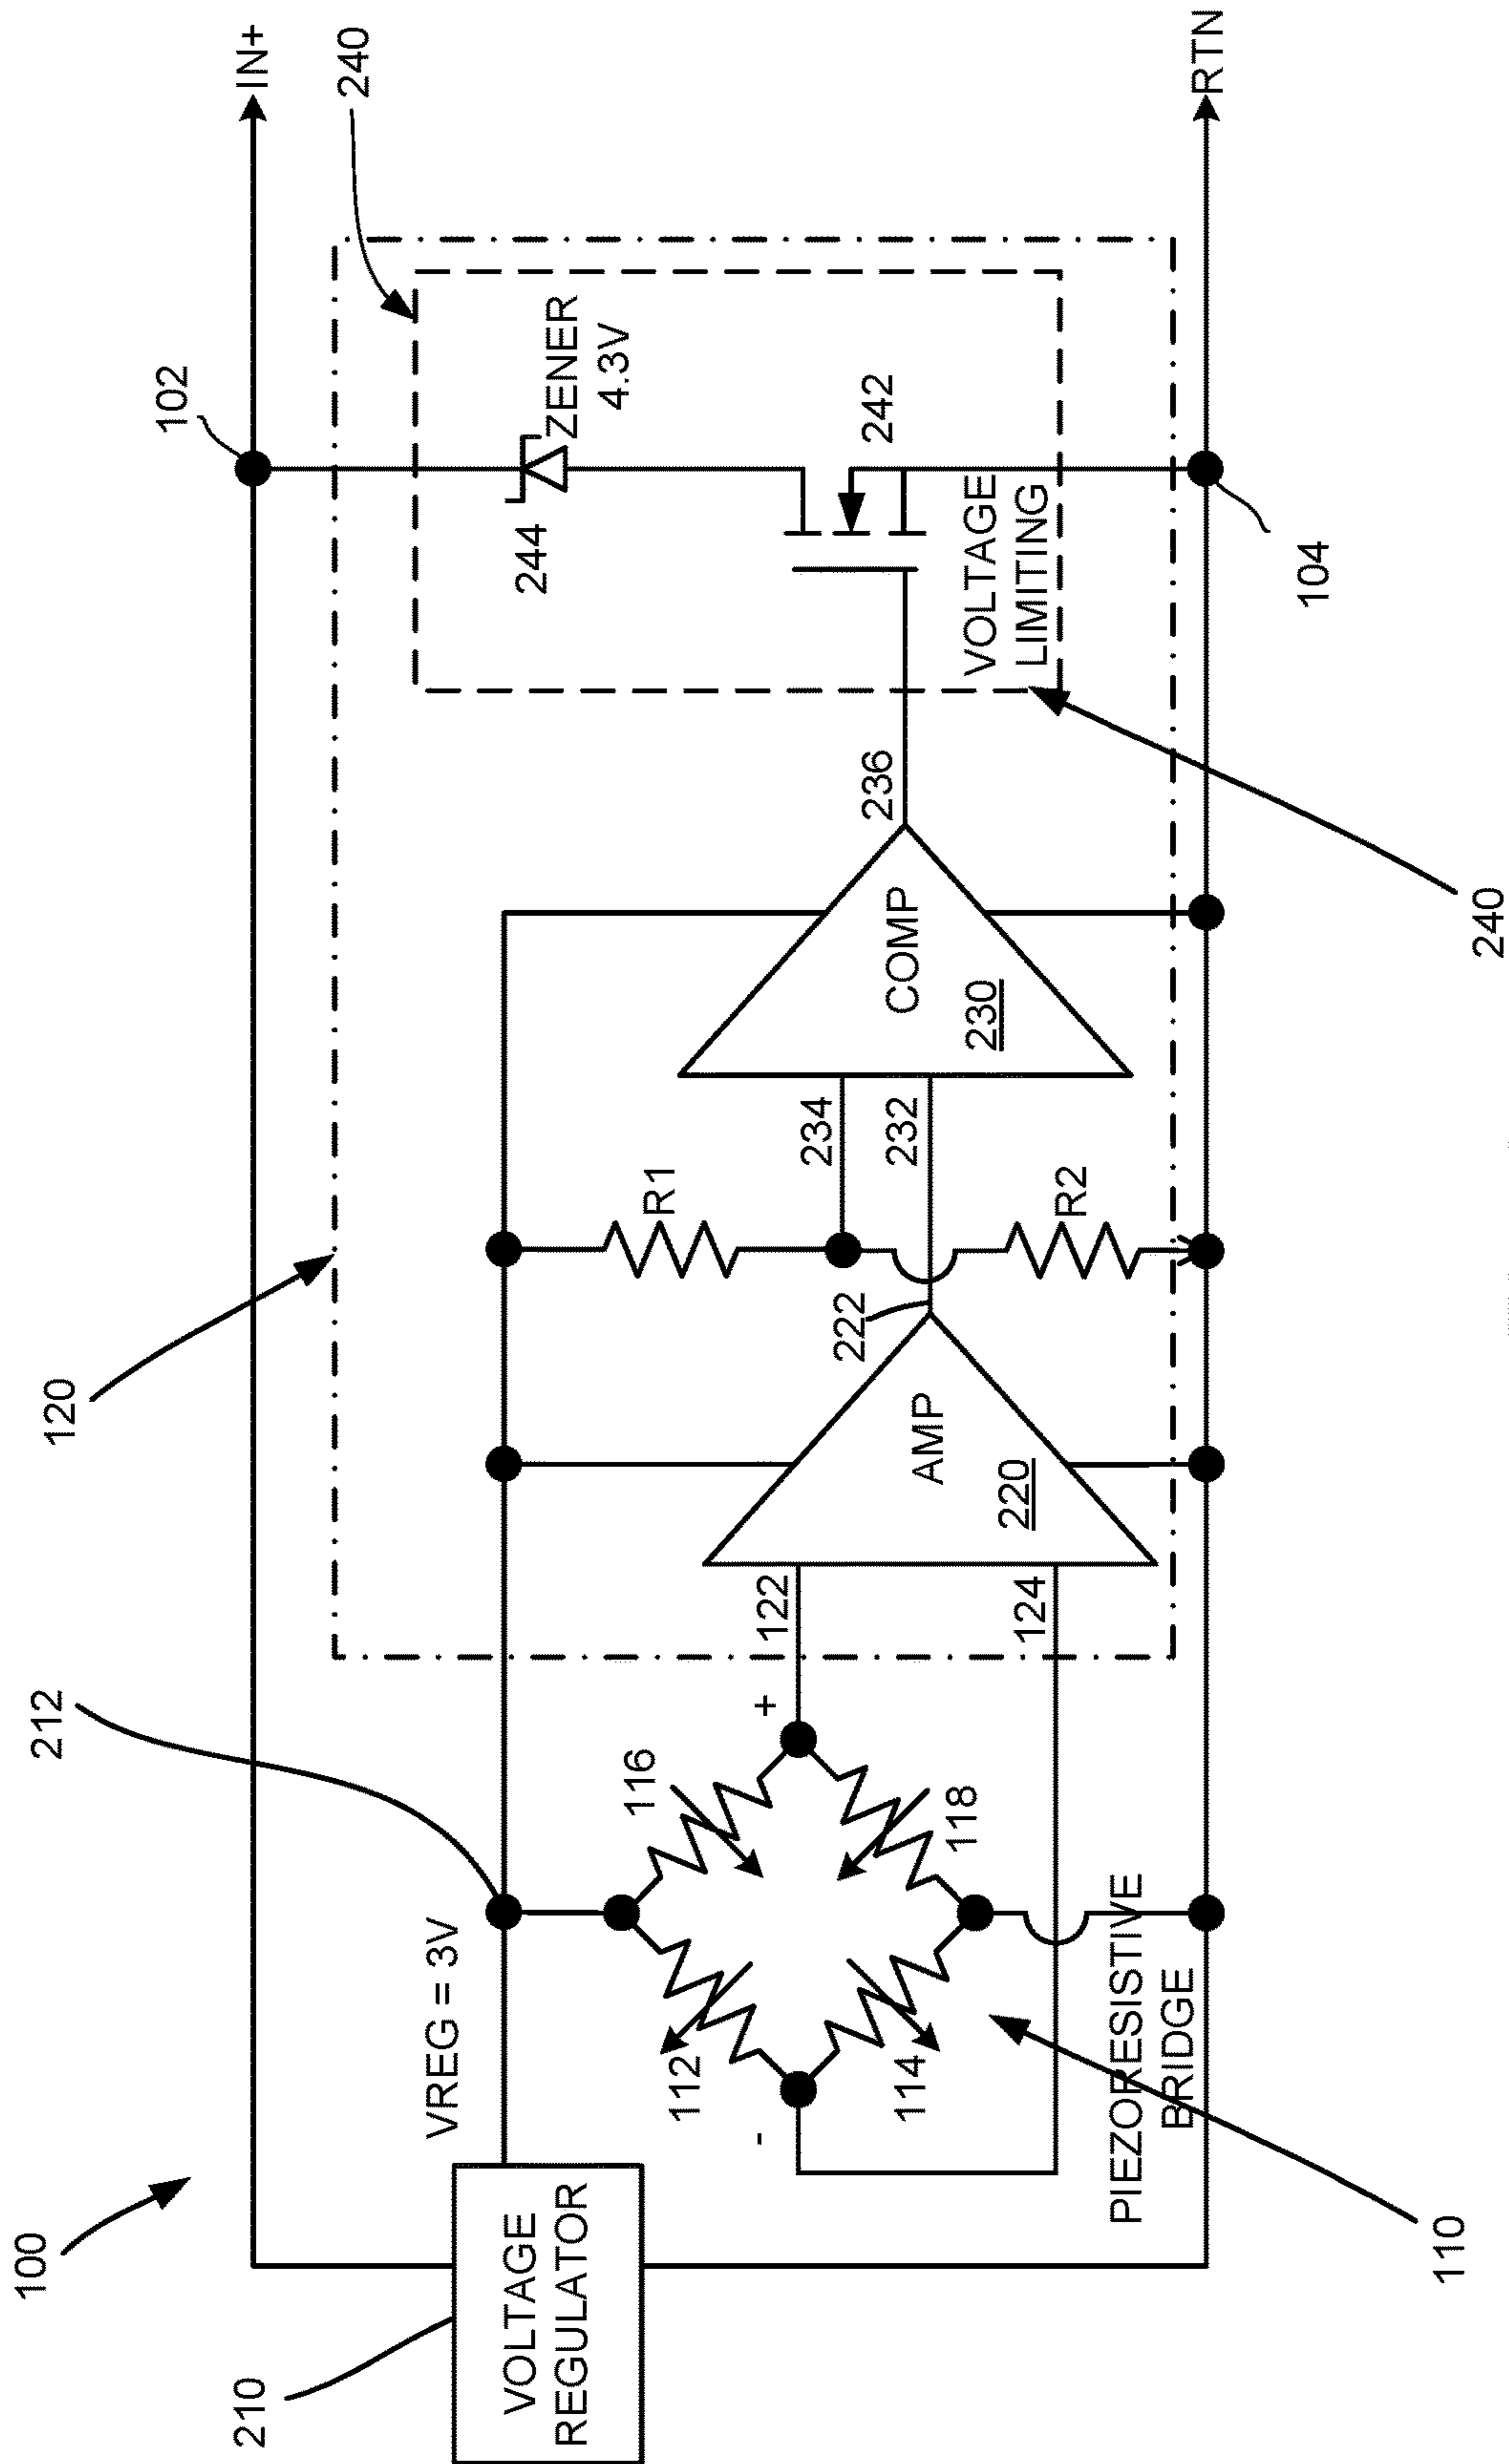 100
210
VOLTAGE
REGULATOR
VREG = 3V
212
112
116
114
118
-
+
PIEZORESISTIVE
BRIDGE
110
120
122
124
AMP
220
222
R1
R2
234
232
COMP
230
236
240
102
IN+
240
244
ZENER
4.3V
242
VOLTAGE
LIMITING
104
RTN